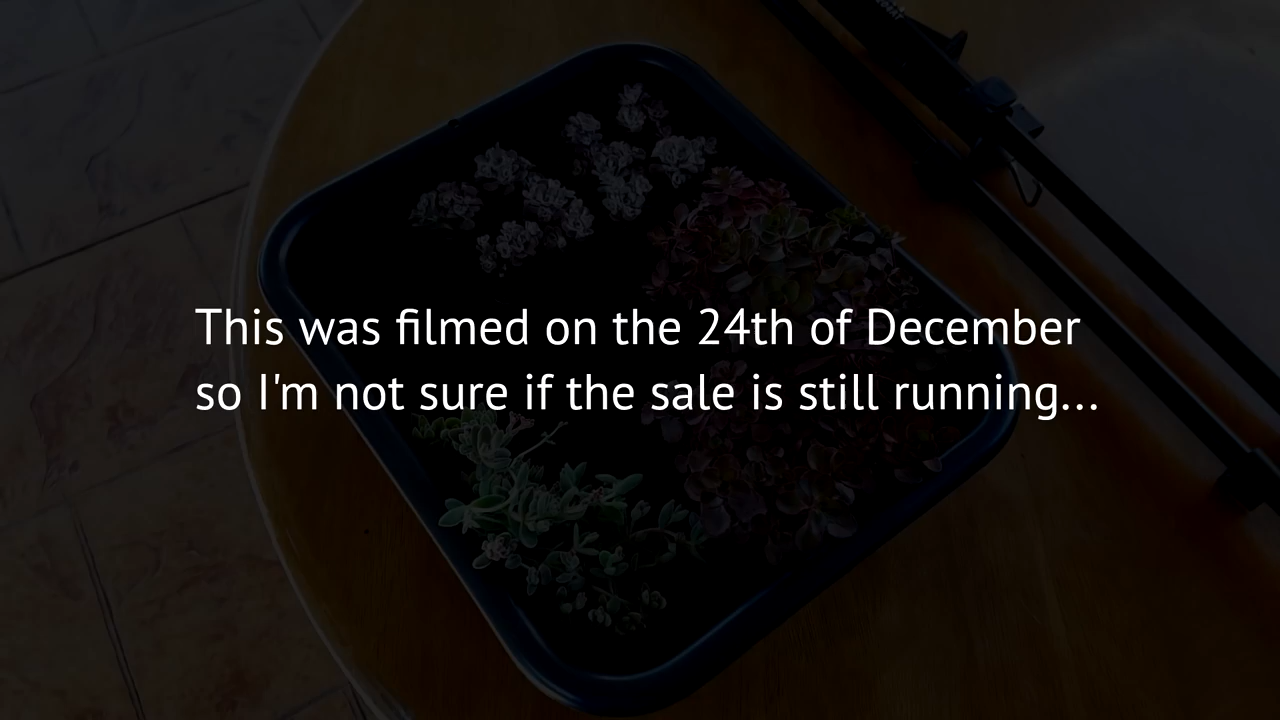 This was filmed on the 24th of December
so I'm not sure if the sale is still running...